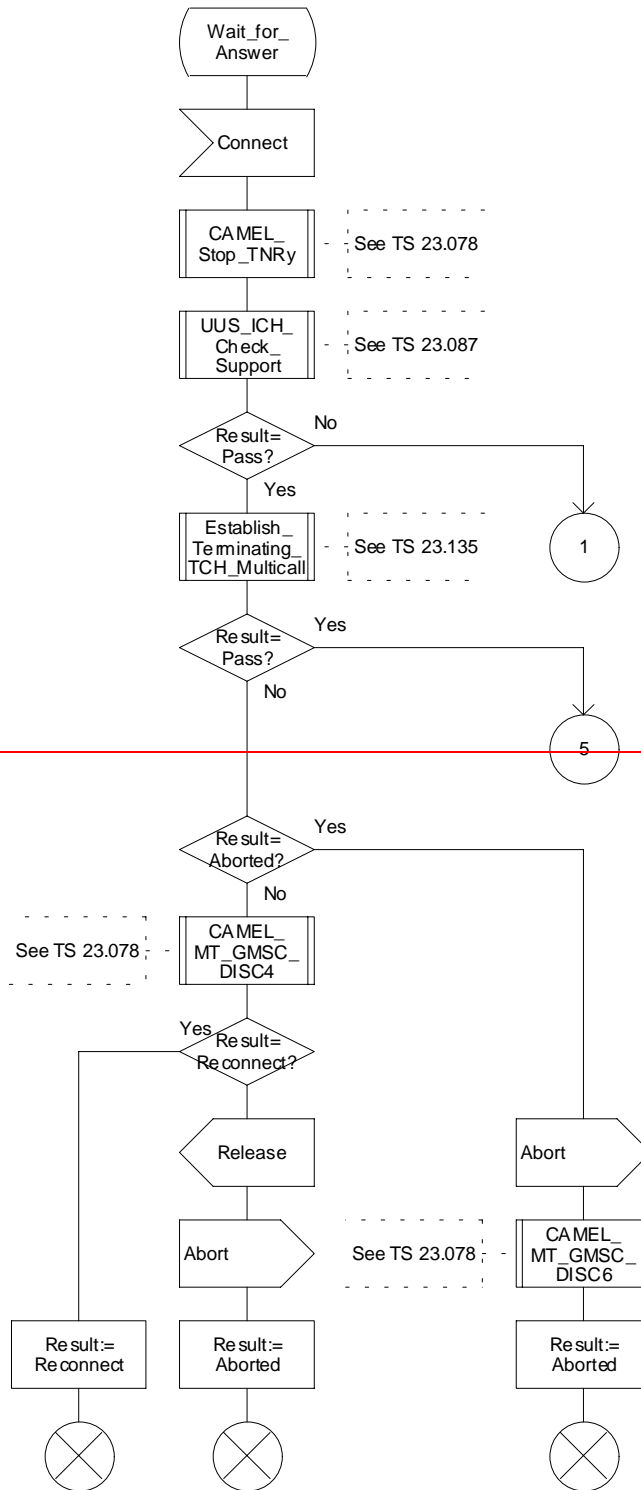 Wait_for_
Answer
Connect
CAMEL_
Stop_TNRy
See TS 23.078
UUS_ICH_
Check_
Support
See TS 23.087
Result=
Pass?
No
Yes
Establish_
Terminating_
TCH_Multicall
See TS 23.135
1
Result=
Pass?
Yes
No
5
Result=
Aborted?
Yes
No
See TS 23.078
CAMEL_
MT_GMSC_
DISC4
Yes
Result=
Reconnect?
Release
Abort
Abort
See TS 23.078
CAMEL_
MT_GMSC_
DISC6
Result:=
Reconnect
Result:=
Aborted
Result:=
Aborted